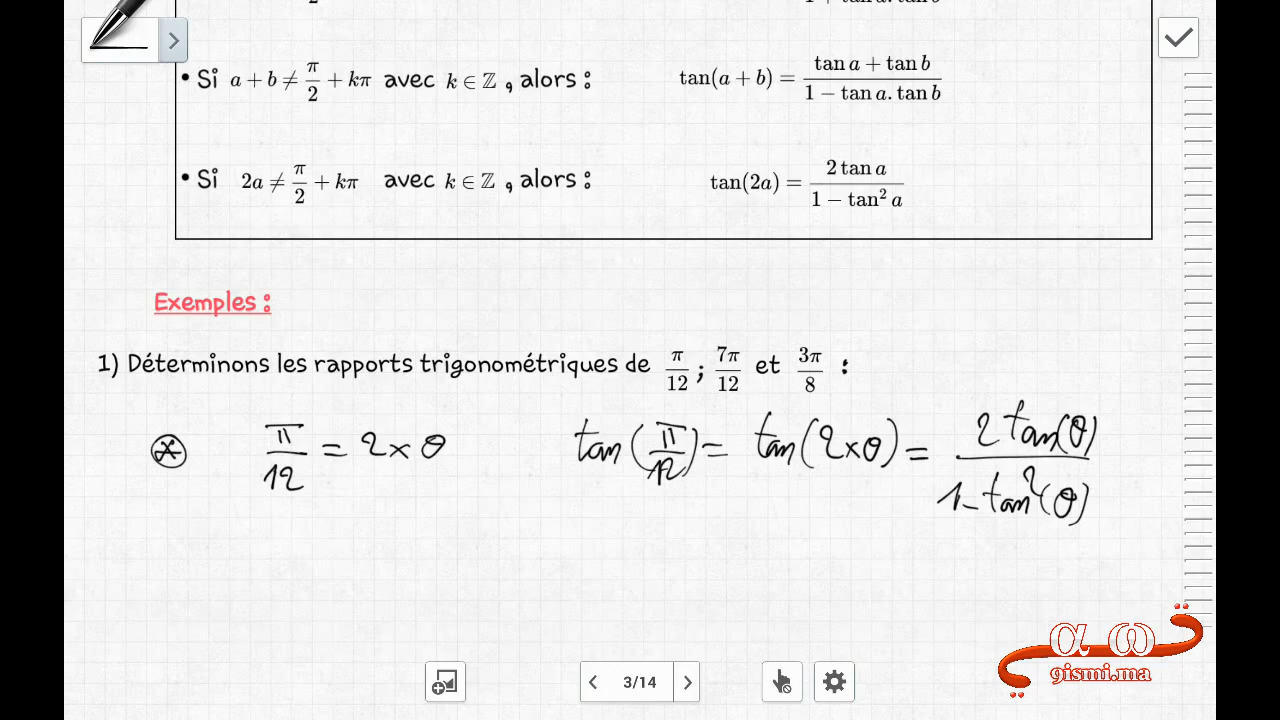 • Si a + b ≠ π/2 + kπ avec k ∈ ℤ , alors : tan(a + b) = (tan a + tan b)/(1 − tan a. tan b)
• Si 2a ≠ π/2 + kπ avec k ∈ ℤ , alors : tan(2a) = (2 tan a)/(1 − tan² a)
Exemples :
1) Déterminons les rapports trigonométriques de π/12 ; 7π/12 et 3π/8 :
π/12 = 2 × θ tan(π/12) = tan(2×θ) = 2 tan(θ)/(1 - tan²(θ))
α ω
9ismi.ma
3/14